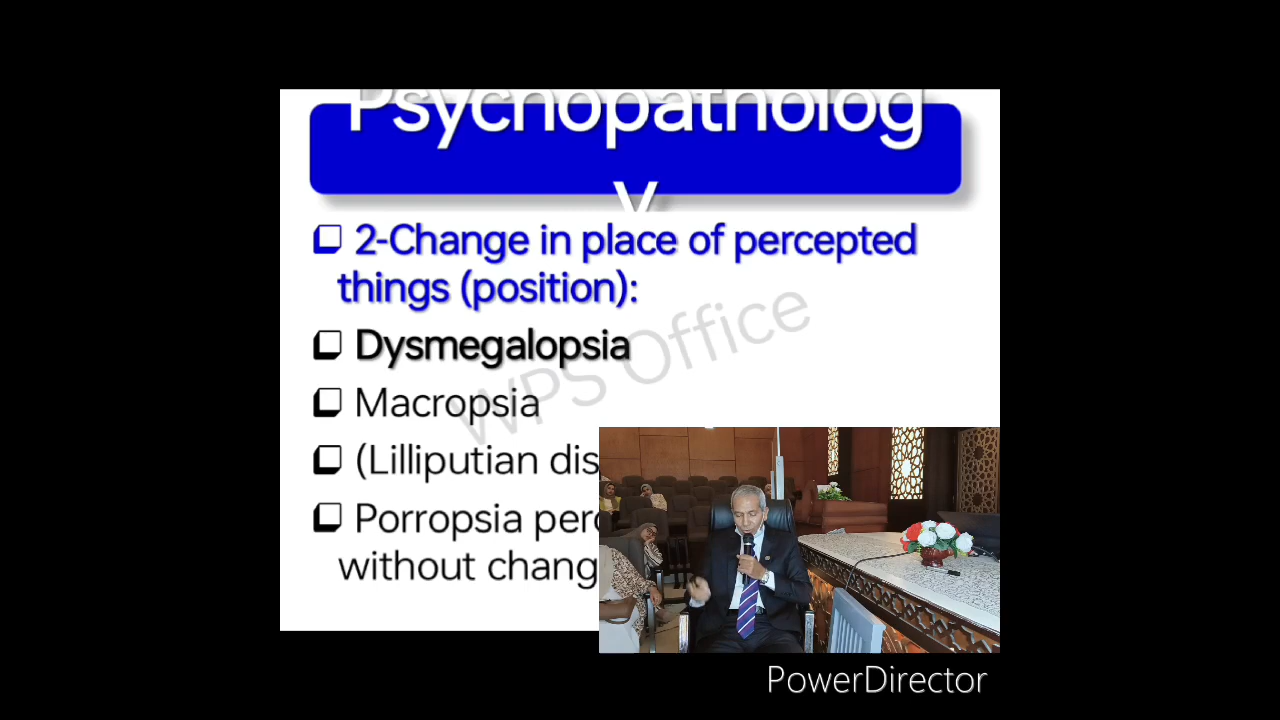 Psychopatholog
y
2-Change in place of percepted
things (position):
Dysmegalopsia
Macropsia
(Lilliputian dis
Porropsia perc
without chang
WPS Office
PowerDirector